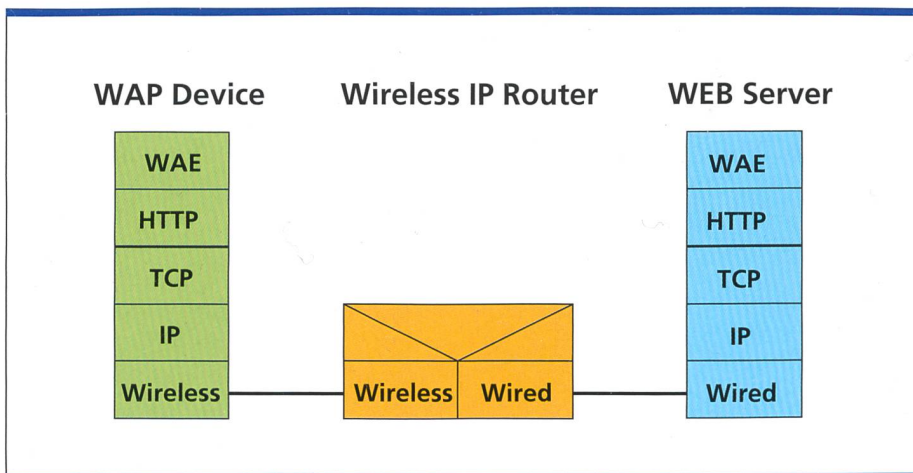 WAP Device
Wireless IP Router
WEB Server
WAE
HTTP
TCP
IP
Wireless
Wireless
Wired
WAE
HTTP
TCP
IP
Wired